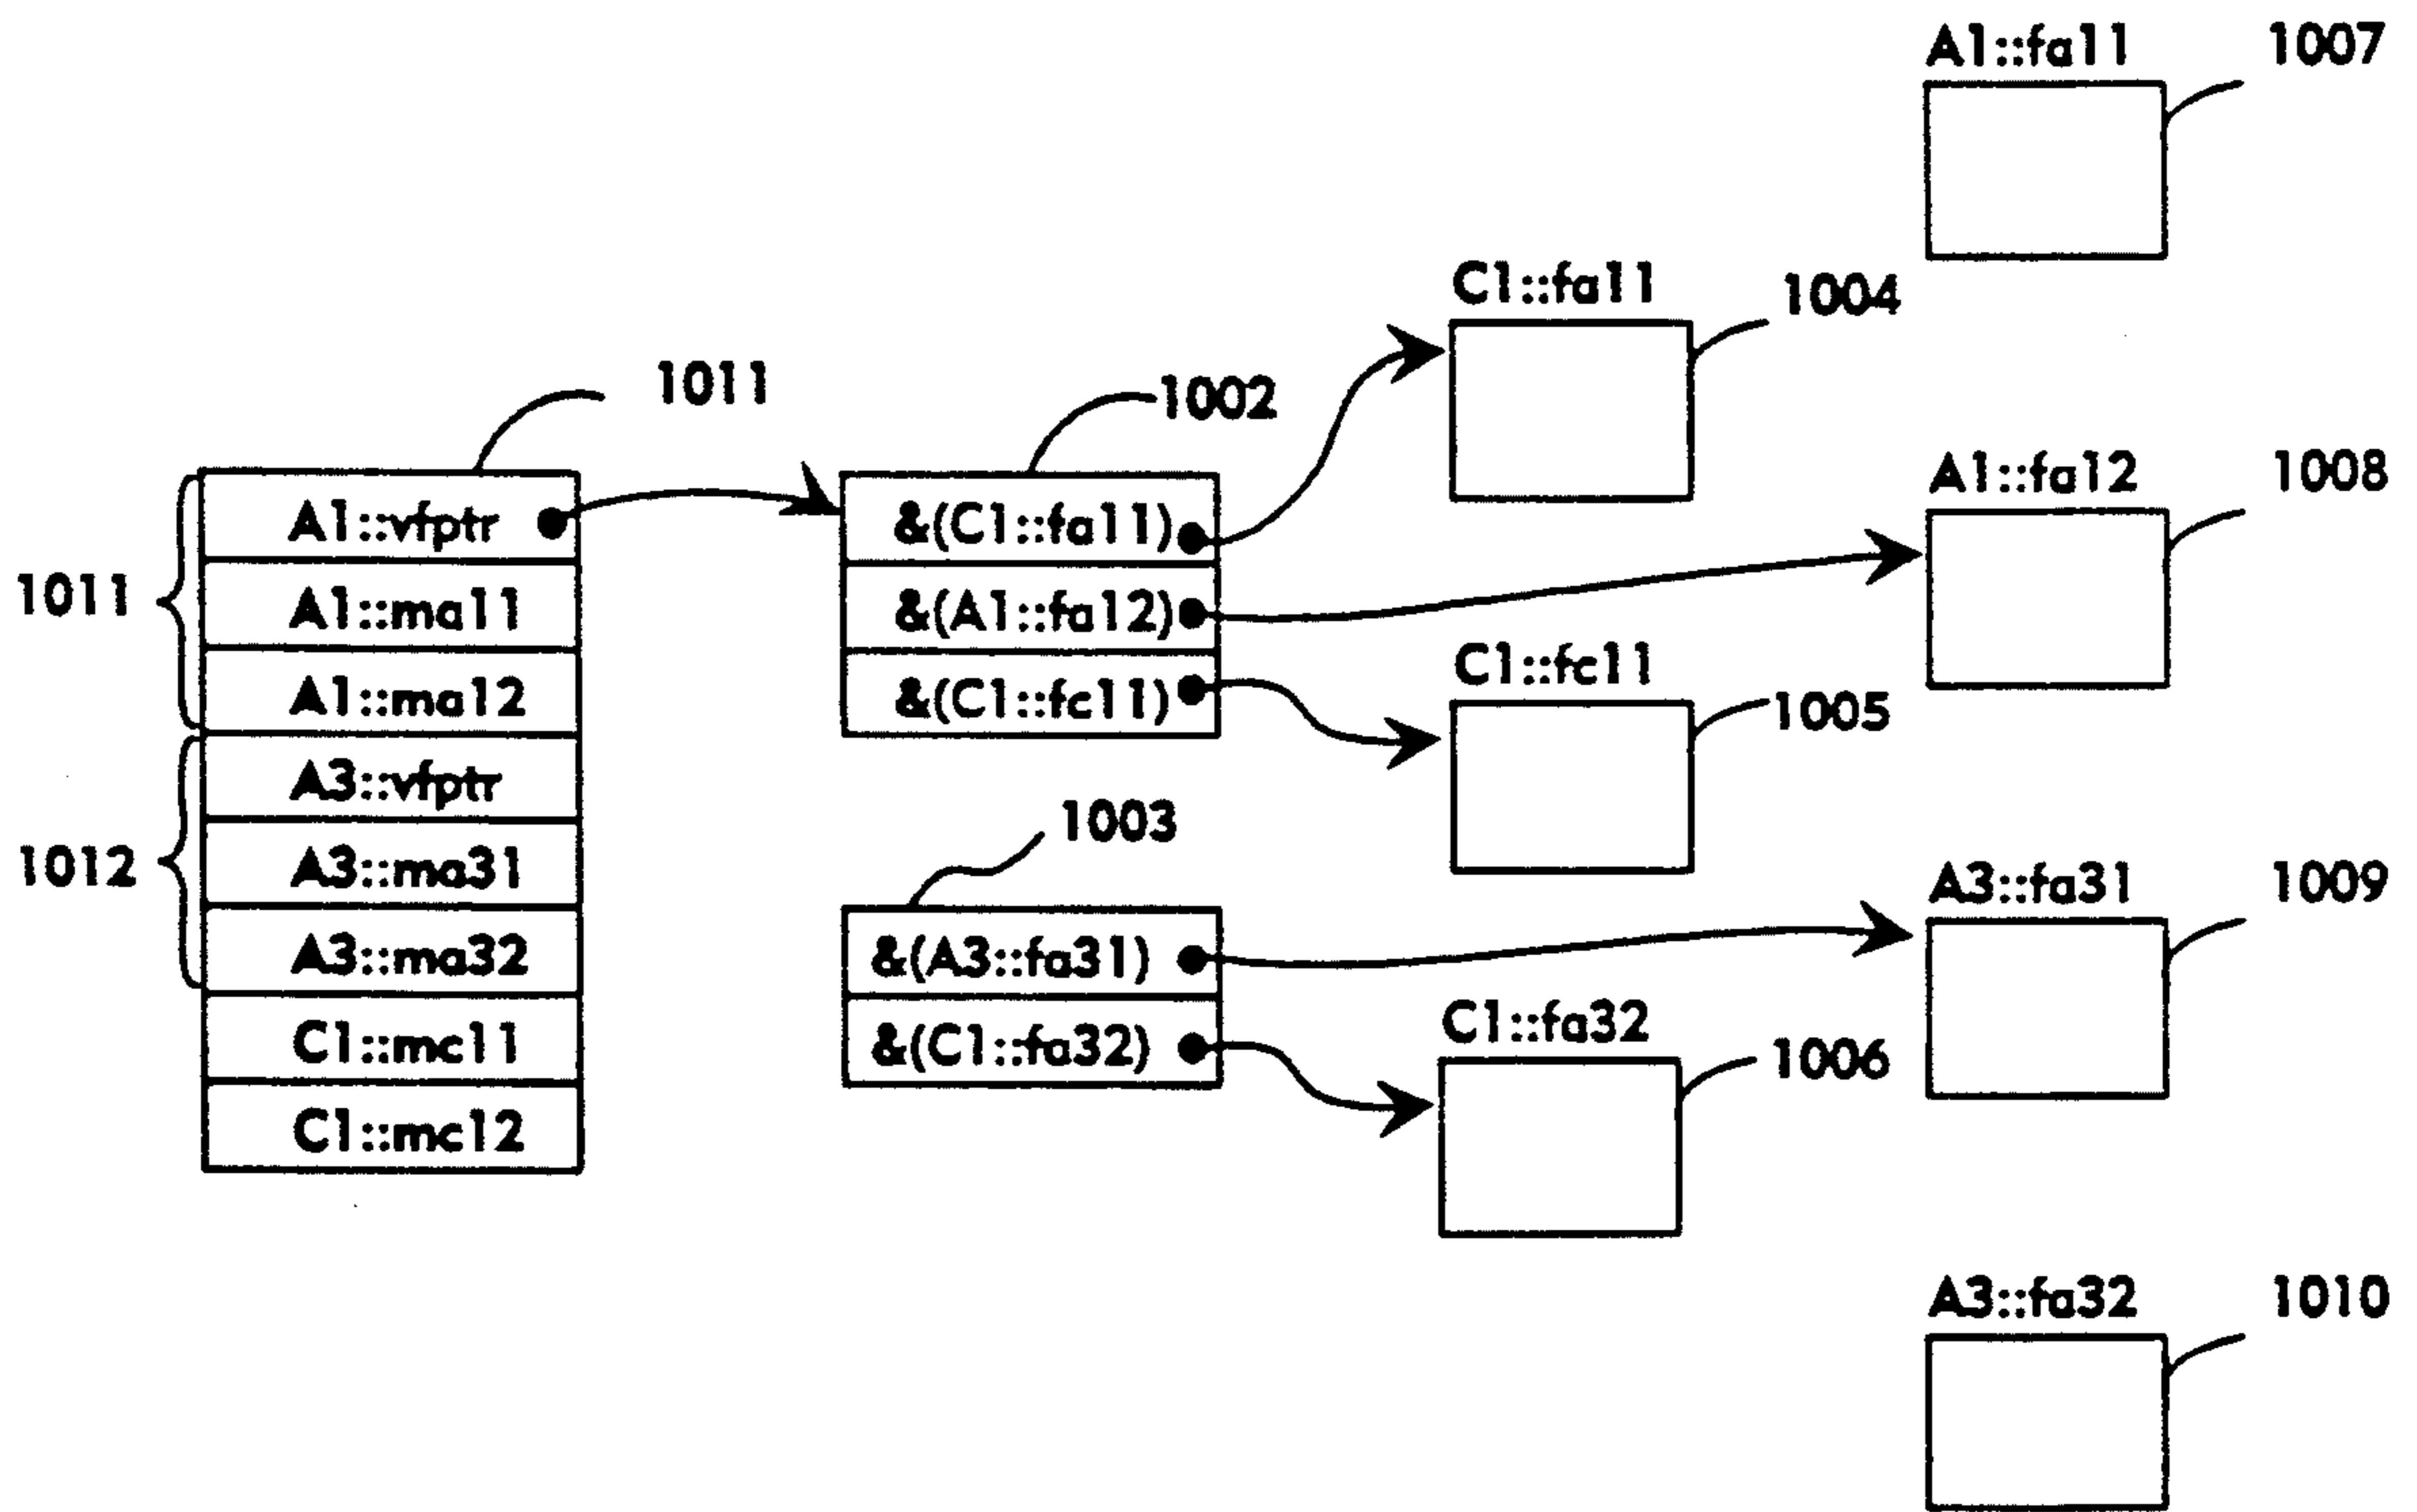 A1::fa11 1007
C1::fa11 1004
1011 1002
A1::fa12 1008
A1::vfptr &(C1::fa11)
1011 A1::ma11 &(A1::fa12)
A1::ma12 &(C1::fc11)
C1::fc11 1005
A3::vfptr
1003
1012 A3::ma31
A3::fa31 1009
A3::ma32 &(A3::fa31)
C1::mc11 &(C1::fa32)
C1::fa32 1006
C1::mc12
A3::fa32 1010